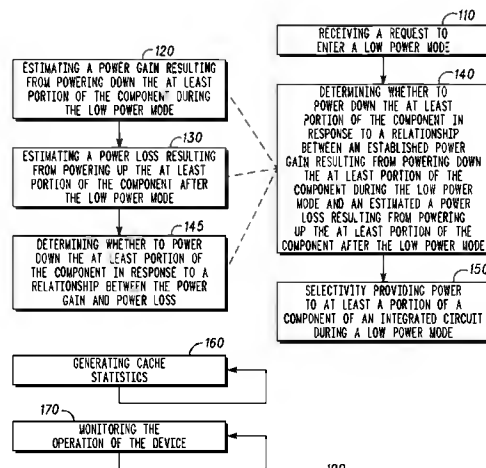 110
RECEIVING A REQUEST TO
ENTER A LOW POWER MODE
120
ESTIMATING A POWER GAIN RESULTING
FROM POWERING DOWN THE AT LEAST
PORTION OF THE COMPONENT DURING
THE LOW POWER MODE
130
ESTIMATING A POWER LOSS RESULTING
FROM POWERING UP THE AT LEAST
PORTION OF THE COMPONENT AFTER
THE LOW POWER MODE
145
DETERMINING WHETHER TO POWER
DOWN THE AT LEAST PORTION OF
THE COMPONENT IN RESPONSE TO A
RELATIONSHIP BETWEEN THE POWER
GAIN AND POWER LOSS
140
DETERMINING WHETHER TO
POWER DOWN THE AT LEAST
PORTION OF THE COMPONENT IN
RESPONSE TO A RELATIONSHIP
BETWEEN AN ESTABLISHED POWER
GAIN RESULTING FROM POWERING DOWN
THE AT LEAST PORTION OF THE
COMPONENT DURING THE LOW POWER
MODE AND AN ESTIMATED A POWER
LOSS RESULTING FROM POWERING
UP THE AT LEAST PORTION OF THE
COMPONENT AFTER THE LOW POWER MODE
150
SELECTIVITY PROVIDING POWER
TO AT LEAST A PORTION OF A
COMPONENT OF AN INTEGRATED CIRCUIT
DURING A LOW POWER MODE
160
GENERATING CACHE
STATISTICS
170
MONITORING THE
OPERATION OF THE DEVICE